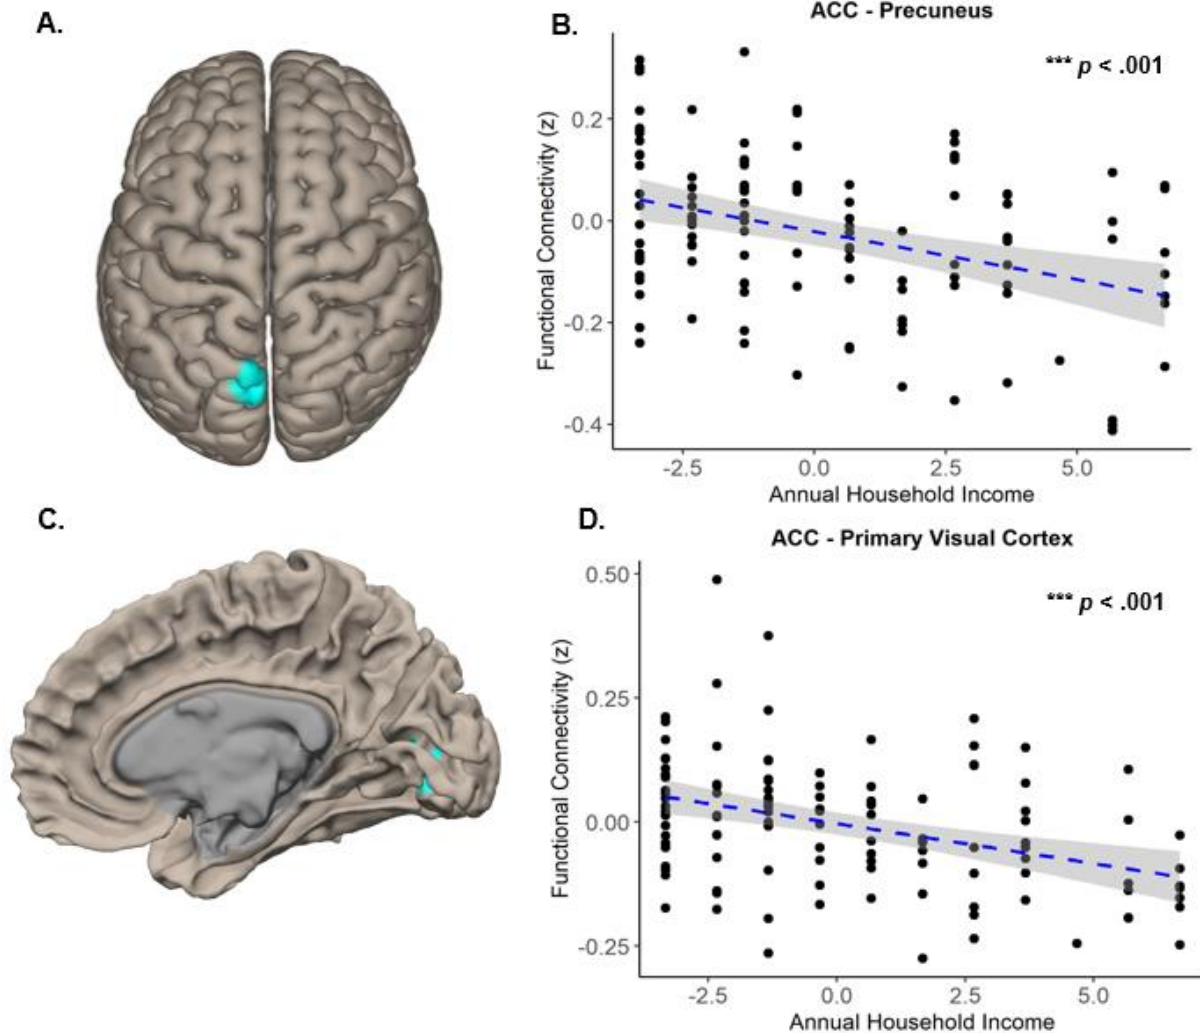 A.
B.
ACC - Precuneus
*** p < .001
Functional Connectivity (z)
0.2
0.0
-0.2
-0.4
-2.5 0.0 2.5 5.0
Annual Household Income
C.
D.
ACC - Primary Visual Cortex
*** p < .001
Functional Connectivity (z)
0.50
0.25
0.00
-0.25
-2.5 0.0 2.5 5.0
Annual Household Income